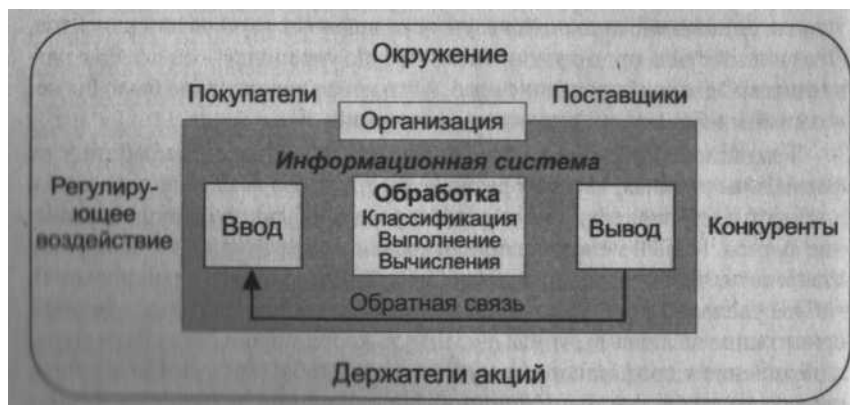 Окружение
Покупатели
Поставщики
Организация
Информационная система
Регулиру-
ющее
воздействие
Ввод
Обработка
Классификация
Выполнение
Вычисления
Вывод
Конкуренты
Обратная связь
Держатели акций